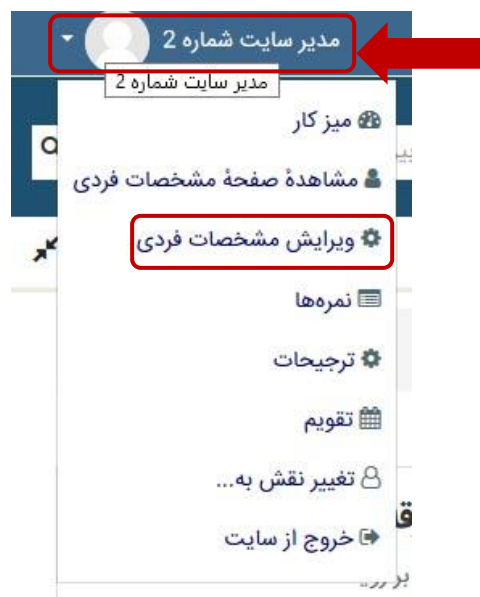 مدیر سایت شماره 2
مدیر سایت شماره 2
میز کار
مشاهدهٔ صفحهٔ مشخصات فردی
ویرایش مشخصات فردی
نمره‌ها
ترجیحات
تقویم
تغییر نقش به...
خروج از سایت